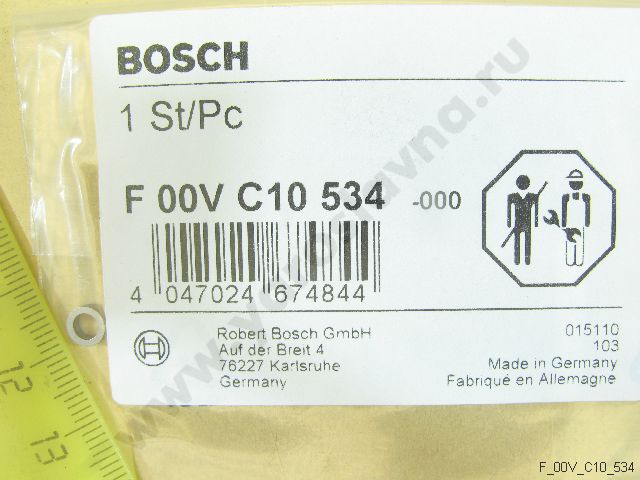 BOSCH
1 St/Pc
F 00V C10 534 -000
4 047024 674844
Robert Bosch GmbH
Auf der Breit 4
76227 Karlsruhe
Germany
015110
103
Made in Germany
Fabriqué en Allemagne
12
13
F_00V_C10_534